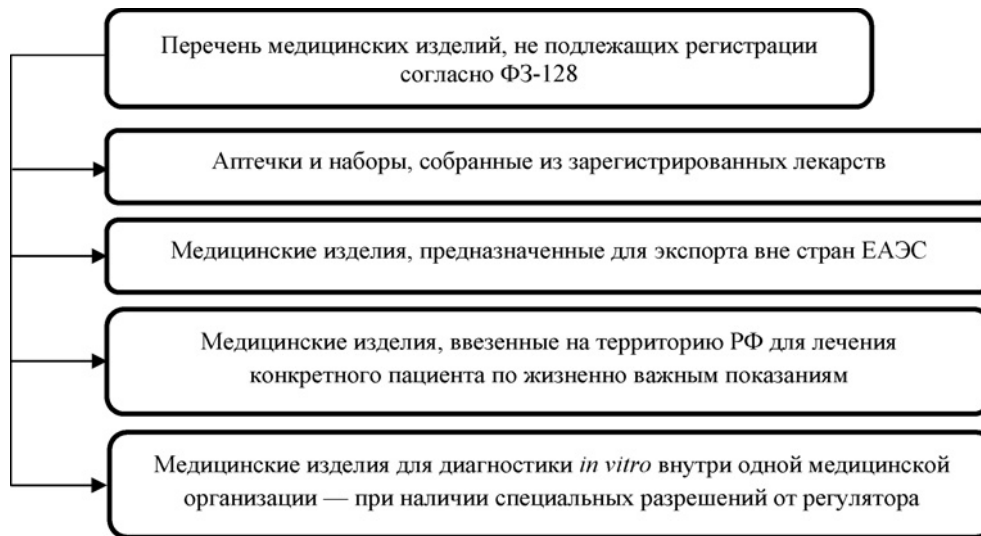 Перечень медицинских изделий, не подлежащих регистрации
согласно ФЗ-128
Аптечки и наборы, собранные из зарегистрированных лекарств
Медицинские изделия, предназначенные для экспорта вне стран ЕАЭС
Медицинские изделия, ввезенные на территорию РФ для лечения
конкретного пациента по жизненно важным показаниям
Медицинские изделия для диагностики in vitro внутри одной медицинской
организации — при наличии специальных разрешений от регулятора